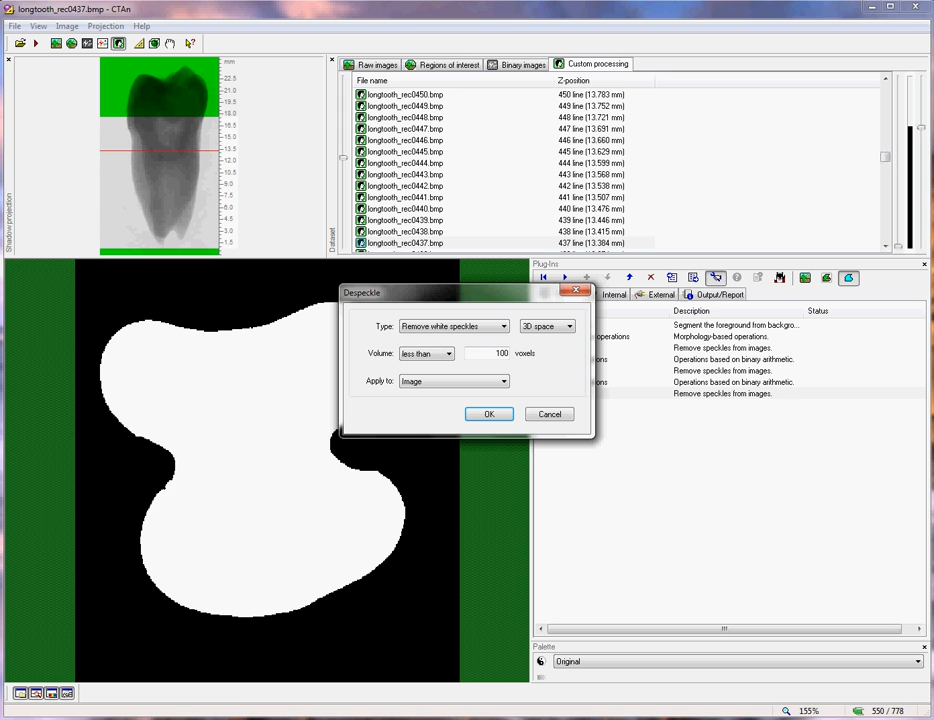 longtooth_rec0437.bmp - CTAn
File View Image Projection Help
Shadow projection
mm
22.5
21.0
19.5
18.0
16.5
15.0
13.5
12.0
10.5
9.0
7.5
6.0
4.5
3.0
1.5
Dataset
Raw images Regions of interest Binary images Custom processing
File name Z-position
longtooth_rec0450.bmp 450 line (13.783 mm)
longtooth_rec0449.bmp 449 line (13.752 mm)
longtooth_rec0448.bmp 448 line (13.721 mm)
longtooth_rec0447.bmp 447 line (13.691 mm)
longtooth_rec0446.bmp 446 line (13.660 mm)
longtooth_rec0445.bmp 445 line (13.629 mm)
longtooth_rec0444.bmp 444 line (13.599 mm)
longtooth_rec0443.bmp 443 line (13.568 mm)
longtooth_rec0442.bmp 442 line (13.538 mm)
longtooth_rec0441.bmp 441 line (13.507 mm)
longtooth_rec0440.bmp 440 line (13.476 mm)
longtooth_rec0439.bmp 439 line (13.446 mm)
longtooth_rec0438.bmp 438 line (13.415 mm)
longtooth_rec0437.bmp 437 line (13.384 mm)
Plug-Ins
Internal External Output/Report
Description Status
Segment the foreground from backgro...
operations Morphology-based operations.
Remove speckles from images.
ons Operations based on binary arithmetic.
Remove speckles from images.
ons Operations based on binary arithmetic.
Remove speckles from images.
Despeckle
Type: Remove white speckles 3D space
Volume: less than 100 voxels
Apply to: Image
OK Cancel
Palette
Original
155% 550 / 778